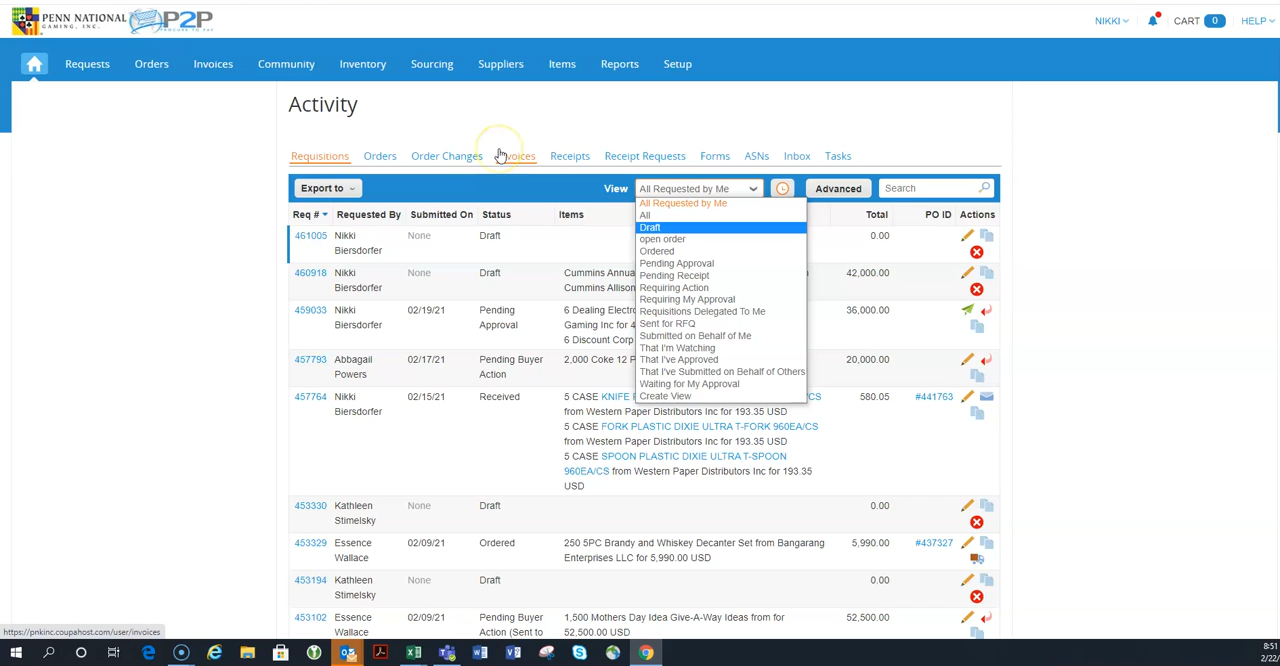 PENN NATIONAL
GAMING, INC.
P2P
PROCURE TO PAY
NIKKI
CART 0
HELP
Requests Orders Invoices Community Inventory Sourcing Suppliers Items Reports Setup
Activity
Requisitions Orders Order Changes Invoices Receipts Receipt Requests Forms ASNs Inbox Tasks
Export to View All Requested by Me Advanced Search
Req # Requested By Submitted On Status Items Total PO ID Actions
All Requested by Me
All
Draft
open order
Ordered
Pending Approval
Pending Receipt
Requiring Action
Requiring My Approval
Requisitions Delegated To Me
Sent for RFQ
Submitted on Behalf of Me
That I'm Watching
That I've Approved
That I've Submitted on Behalf of Others
Waiting for My Approval
Create View
461005 Nikki None Draft 0.00
Biersdorfer
460918 Nikki None Draft Cummins Annua 42,000.00
Biersdorfer Cummins Allison
459033 Nikki 02/19/21 Pending 6 Dealing Electro 36,000.00
Biersdorfer Approval Gaming Inc for 4
6 Discount Corp
457793 Abbagail 02/17/21 Pending Buyer 2,000 Coke 12 P 20,000.00
Powers Action
457764 Nikki 02/15/21 Received 5 CASE KNIFE P CS 580.05 #441763
Biersdorfer from Western Paper Distributors Inc for 193.35 USD
5 CASE FORK PLASTIC DIXIE ULTRA T-FORK 960EA/CS
from Western Paper Distributors Inc for 193.35 USD
5 CASE SPOON PLASTIC DIXIE ULTRA T-SPOON
960EA/CS from Western Paper Distributors Inc for 193.35
USD
453330 Kathleen None Draft 0.00
Stimelsky
453329 Essence 02/09/21 Ordered 250 5PC Brandy and Whiskey Decanter Set from Bangarang 5,990.00 #437327
Wallace Enterprises LLC for 5,990.00 USD
453194 Kathleen None Draft 0.00
Stimelsky
453102 Essence 02/09/21 Pending Buyer 1,500 Mothers Day Idea Give-A-Way Ideas from for 52,500.00
Wallace Action (Sent to 52,500.00 USD
https://pnkinc.coupahost.com/user/invoices
8:51
2/22/